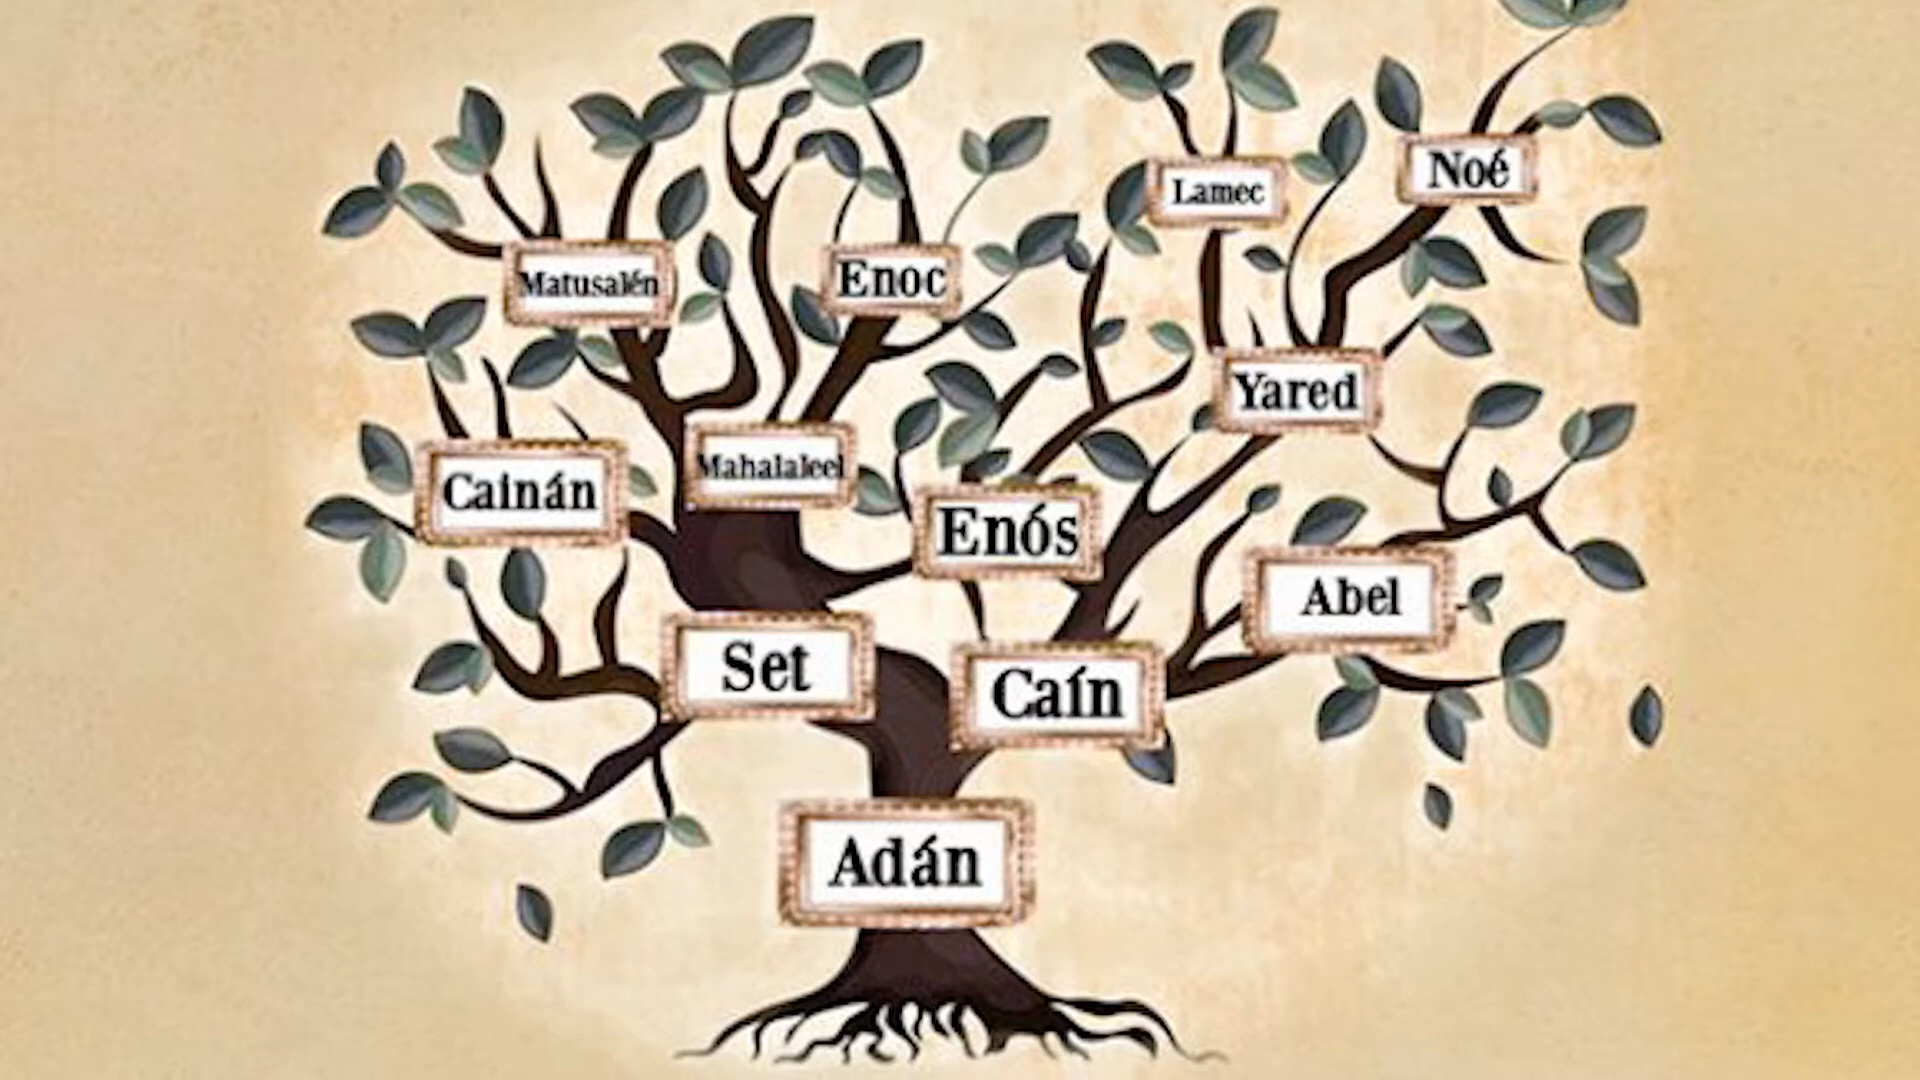 Lamec
Noé
Matusalén
Enoc
Yared
Cainán
Mahalaleel
Enós
Abel
Set
Caín
Adán